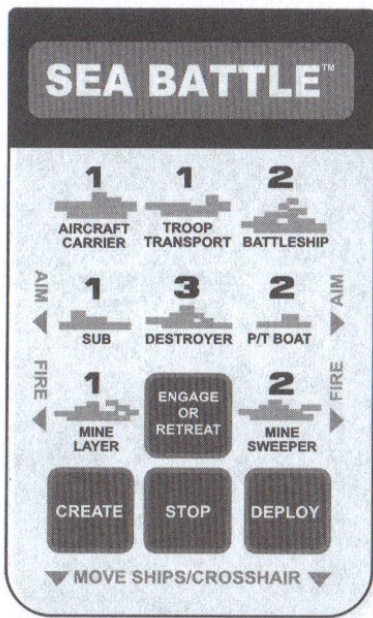 SEA BATTLE™
1 1 2
AIRCRAFT CARRIER
TROOP TRANSPORT
BATTLESHIP
AIM
1 3 2
AIM
SUB
DESTROYER
P/T BOAT
FIRE
1
ENGAGE
OR
RETREAT
2
FIRE
MINE LAYER
MINE SWEEPER
CREATE
STOP
DEPLOY
MOVE SHIPS/CROSSHAIR